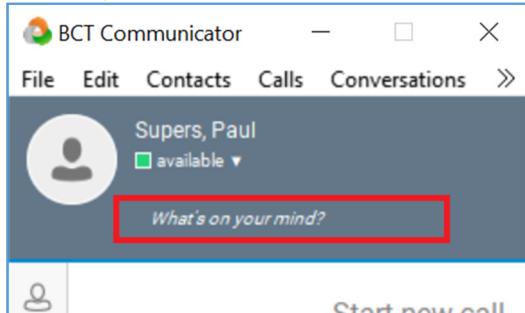 BCT Communicator
File Edit Contacts Calls Conversations »
Supers, Paul
available ▾
What's on your mind?
Start new call